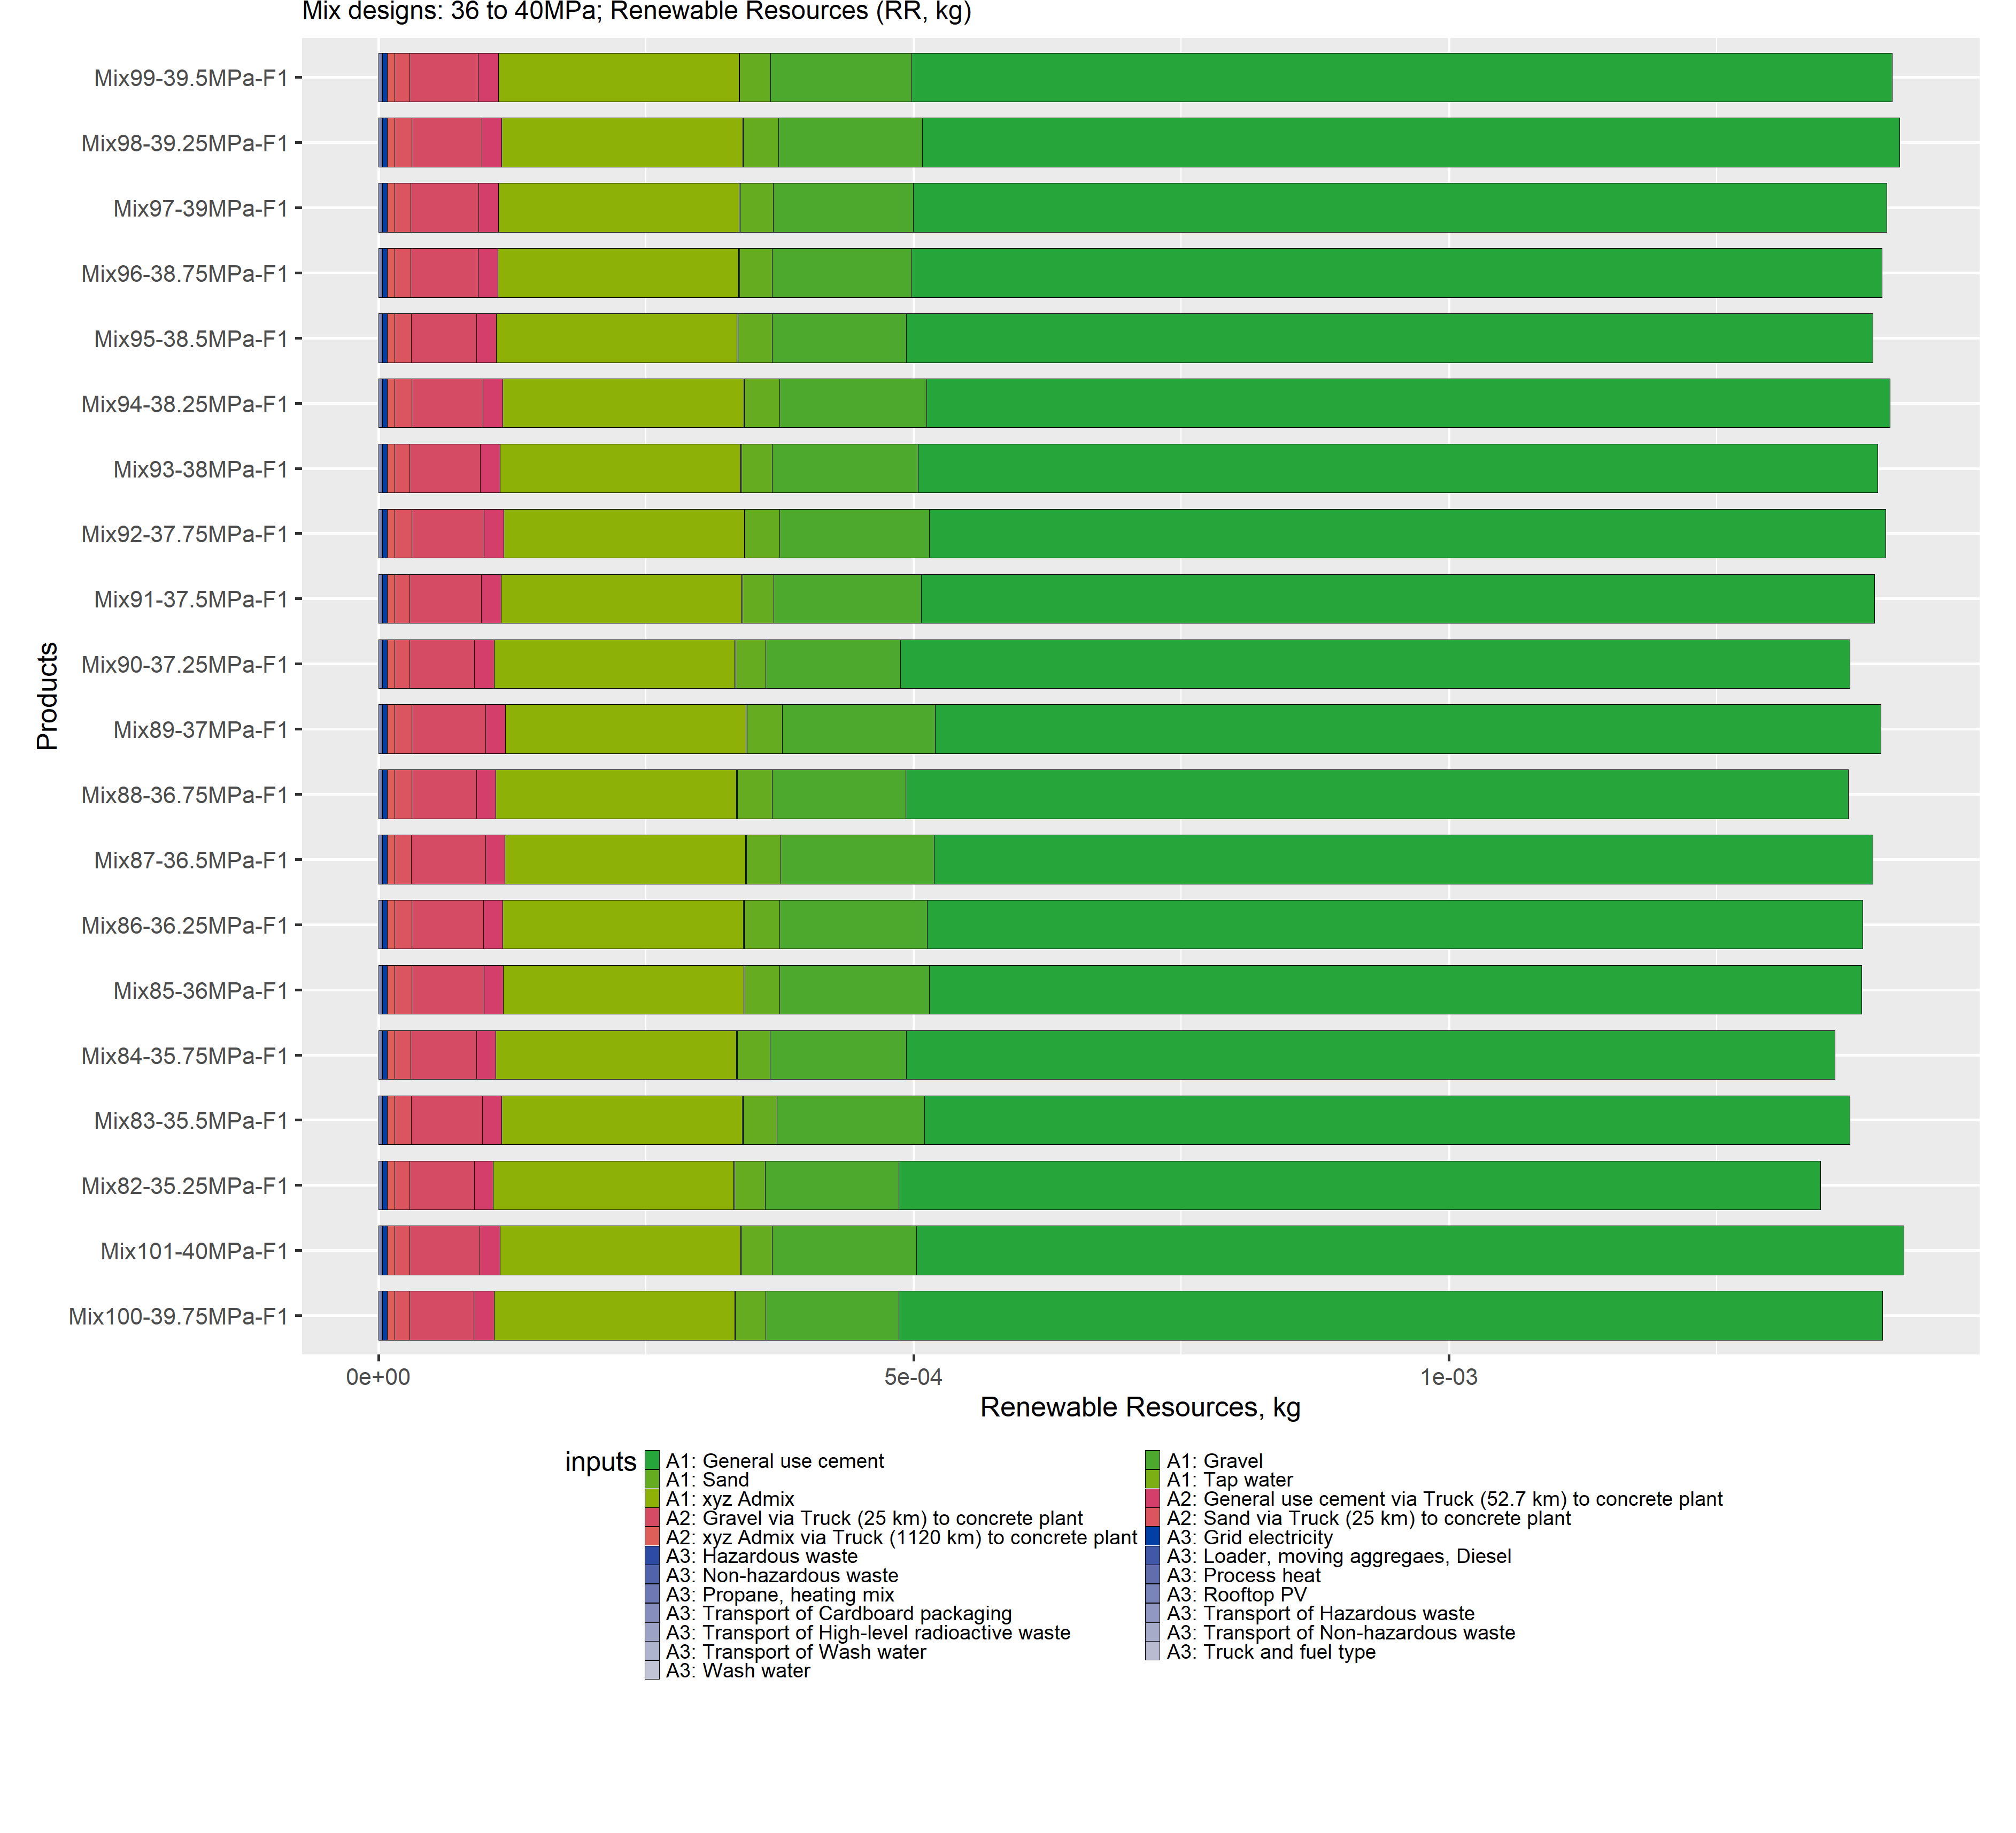 Mix designs: 36 to 40MPa; Renewable Resources (RR, kg)
Mix99-39.5MPa-F1
Mix98-39.25MPa-F1
Mix97-39MPa-F1
Mix96-38.75MPa-F1
Mix95-38.5MPa-F1
Mix94-38.25MPa-F1
Mix93-38MPa-F1
Mix92-37.75MPa-F1
Mix91-37.5MPa-F1
Mix90-37.25MPa-F1
Mix89-37MPa-F1
Mix88-36.75MPa-F1
Mix87-36.5MPa-F1
Mix86-36.25MPa-F1
Mix85-36MPa-F1
Mix84-35.75MPa-F1
Mix83-35.5MPa-F1
Mix82-35.25MPa-F1
Mix101-40MPa-F1
Mix100-39.75MPa-F1
Products
0e+00 5e-04 1e-03
Renewable Resources, kg
inputs
A1: General use cement
A1: Gravel
A1: Sand
A1: Tap water
A1: xyz Admix
A2: General use cement via Truck (52.7 km) to concrete plant
A2: Gravel via Truck (25 km) to concrete plant
A2: Sand via Truck (25 km) to concrete plant
A2: xyz Admix via Truck (1120 km) to concrete plant
A3: Grid electricity
A3: Hazardous waste
A3: Loader, moving aggregaes, Diesel
A3: Non-hazardous waste
A3: Process heat
A3: Propane, heating mix
A3: Rooftop PV
A3: Transport of Cardboard packaging
A3: Transport of Hazardous waste
A3: Transport of High-level radioactive waste
A3: Transport of Non-hazardous waste
A3: Transport of Wash water
A3: Truck and fuel type
A3: Wash water